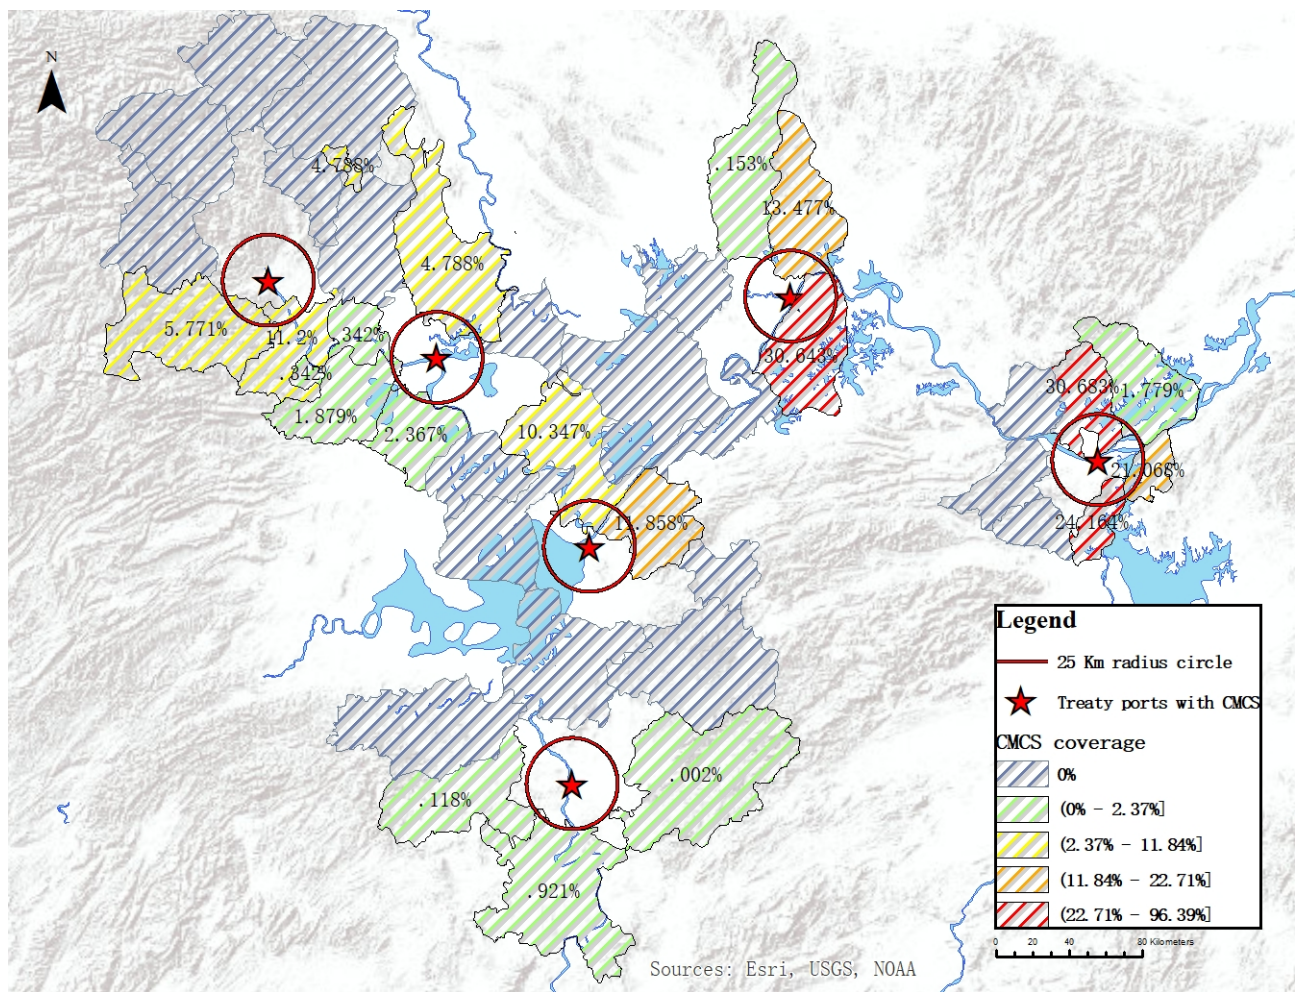 N
.153%
4.788%
13.477%
4.788%
5.771%
11.2%
.342%
30.643%
.342%
30.683%
1.779%
1.879%
2.367%
10.347%
21.068%
11.858%
24.164%
.002%
.118%
.921%
Legend
25 Km radius circle
Treaty ports with CMCS
CMCS coverage
0%
(0% - 2.37%]
(2.37% - 11.84%]
(11.84% - 22.71%]
(22.71% - 96.39%]
0 20 40 80 Kilometers
Sources: Esri, USGS, NOAA